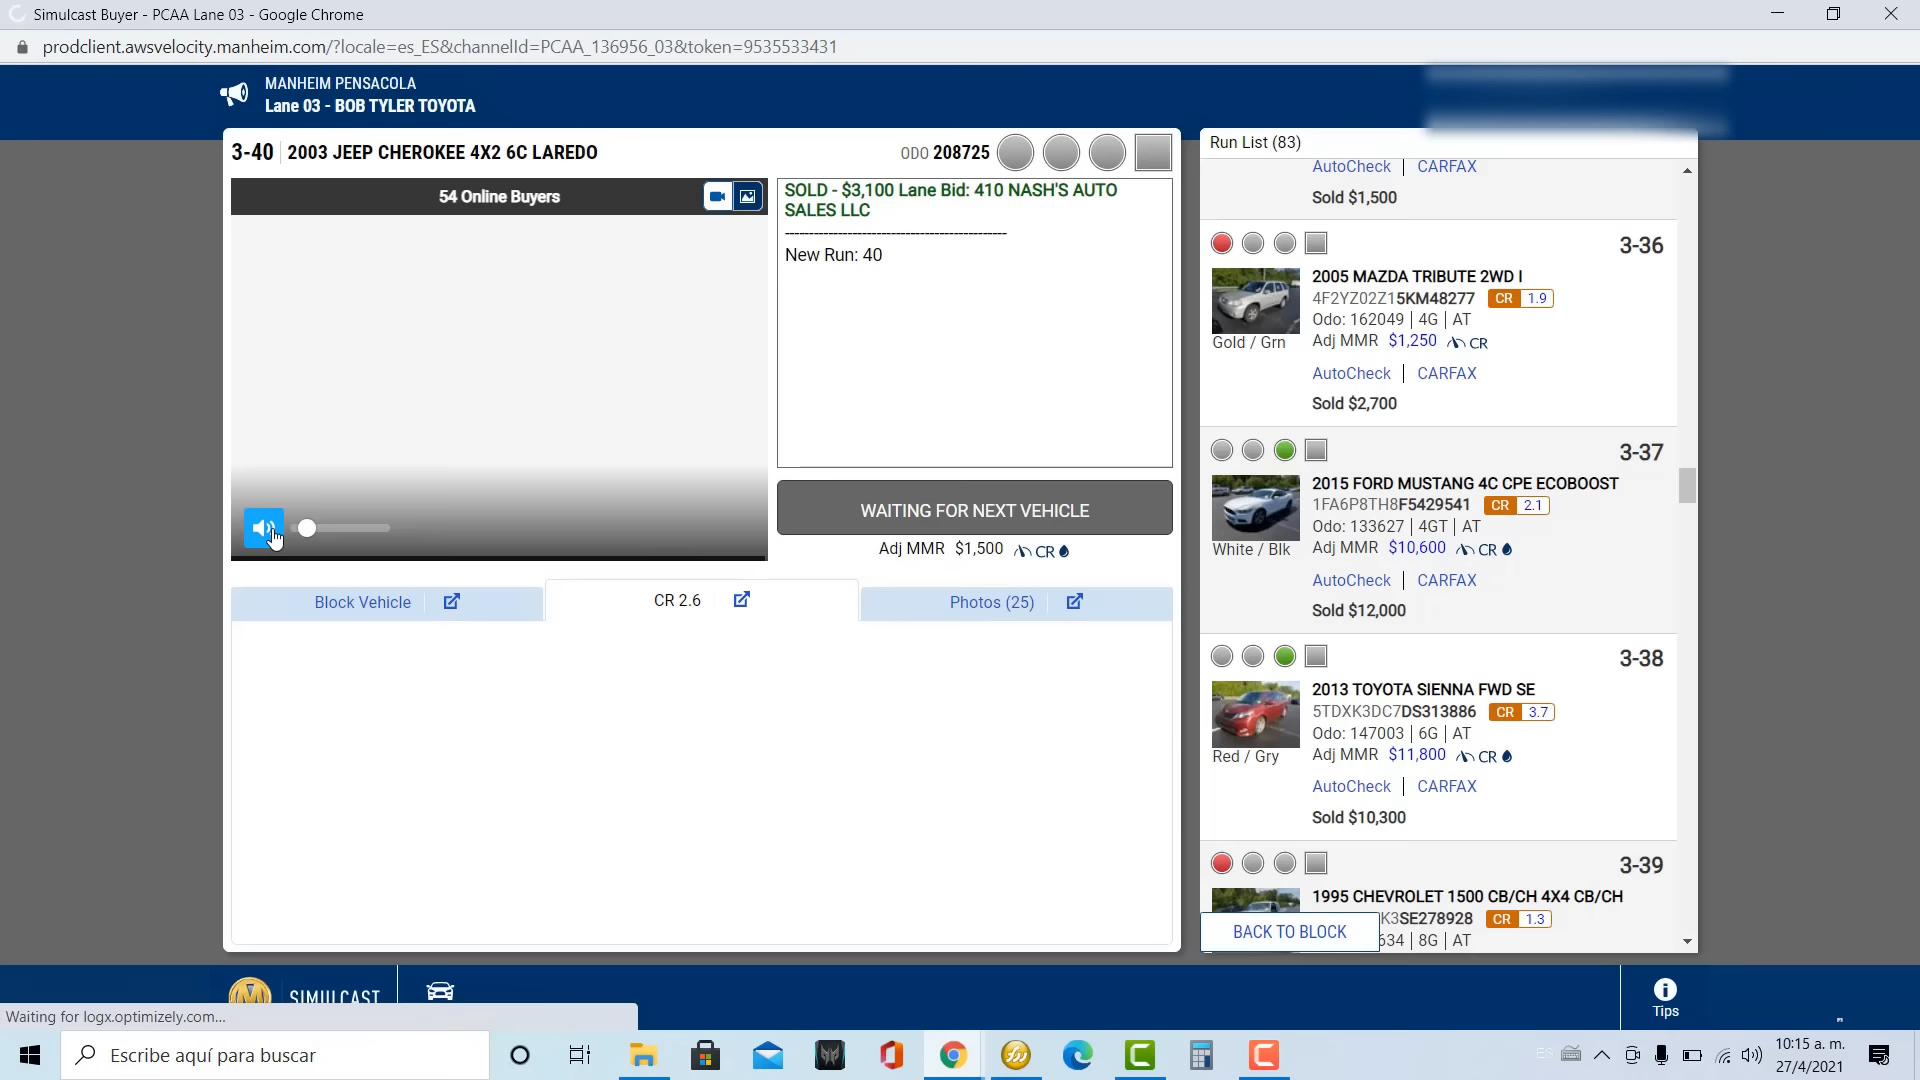 Simulcast Buyer - PCAA Lane 03 - Google Chrome
prodclient.awsvelocity.manheim.com/?locale=es_ES&channelId=PCAA_136956_03&token=9535533431
MANHEIM PENSACOLA
Lane 03 - BOB TYLER TOYOTA
3-40 2003 JEEP CHEROKEE 4X2 6C LAREDO
ODO 208725
54 Online Buyers
SOLD - $3,100 Lane Bid: 410 NASH'S AUTO
SALES LLC
---------------------------------------------
New Run: 40
WAITING FOR NEXT VEHICLE
Adj MMR $1,500 CR
Block Vehicle
CR 2.6
Photos (25)
Run List (83)
AutoCheck | CARFAX
Sold $1,500
3-36
2005 MAZDA TRIBUTE 2WD I
4F2YZ02Z15KM48277 CR 1.9
Odo: 162049 | 4G | AT
Gold / Grn
Adj MMR $1,250 CR
AutoCheck | CARFAX
Sold $2,700
3-37
2015 FORD MUSTANG 4C CPE ECOBOOST
1FA6P8TH8F5429541 CR 2.1
Odo: 133627 | 4GT | AT
White / Blk
Adj MMR $10,600 CR
AutoCheck | CARFAX
Sold $12,000
3-38
2013 TOYOTA SIENNA FWD SE
5TDXK3DC7DS313886 CR 3.7
Odo: 147003 | 6G | AT
Red / Gry
Adj MMR $11,800 CR
AutoCheck | CARFAX
Sold $10,300
3-39
1995 CHEVROLET 1500 CB/CH 4X4 CB/CH
K3SE278928 CR 1.3
634 | 8G | AT
BACK TO BLOCK
SIMULCAST
Tips
Waiting for logx.optimizely.com...
Escribe aquí para buscar
ES
10:15 a. m.
27/4/2021